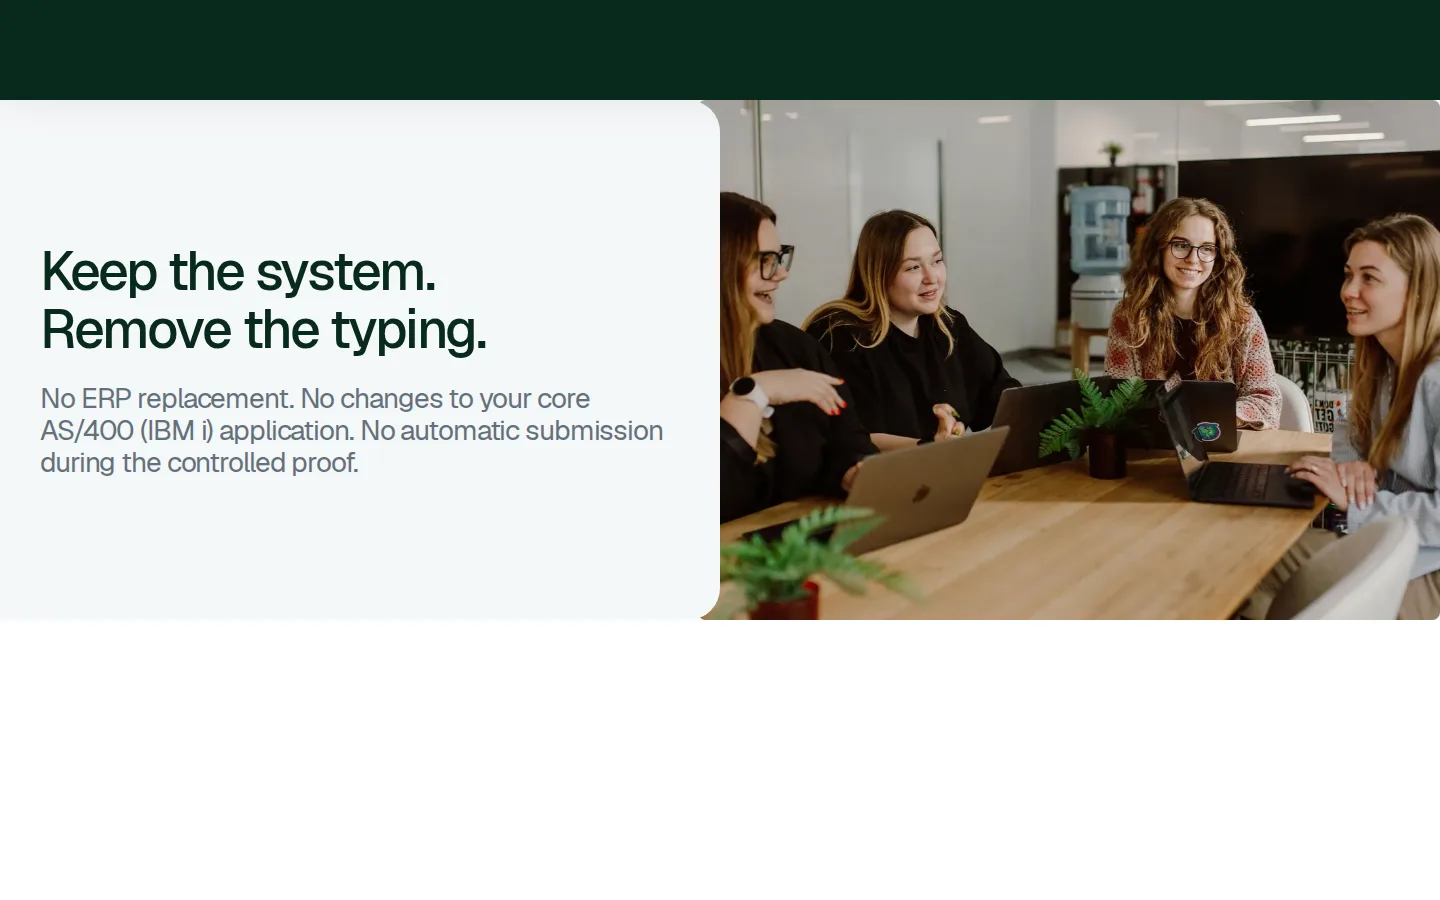 Keep the system.
Remove the typing.
No ERP replacement. No changes to your core
AS/400 (IBM i) application. No automatic submission
during the controlled proof.